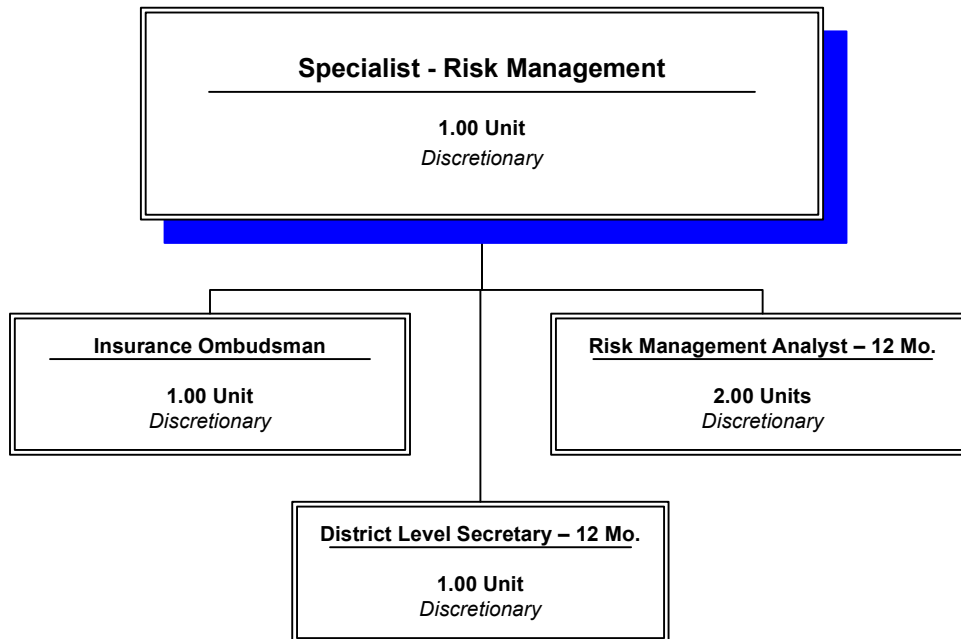 Specialist - Risk Management
1.00 Unit
Discretionary
Insurance Ombudsman
1.00 Unit
Discretionary
Risk Management Analyst – 12 Mo.
2.00 Units
Discretionary
District Level Secretary – 12 Mo.
1.00 Unit
Discretionary